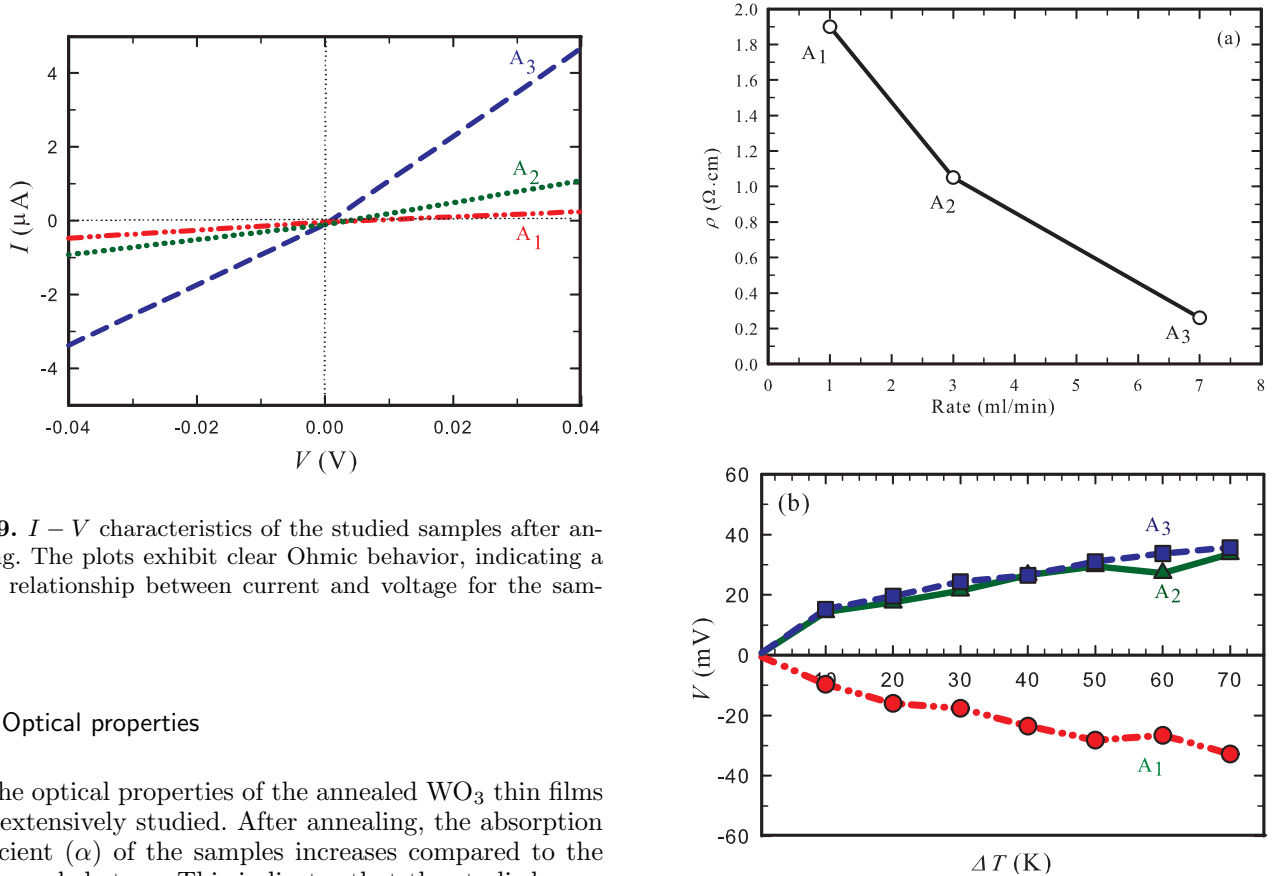 4
2
0
-2
-4
I (μA)
A3
A2
A1
-0.04
-0.02
0.00
0.02
0.04
V (V)
9. I − V characteristics of the studied samples after an-
g. The plots exhibit clear Ohmic behavior, indicating a
relationship between current and voltage for the sam-
Optical properties
he optical properties of the annealed WO3 thin films
extensively studied. After annealing, the absorption
cient (α) of the samples increases compared to the
2.0
1.8
1.6
1.4
1.2
1.0
0.8
0.6
0.4
0.2
0.0
ρ (Ω.cm)
(a)
A1
A2
A3
0
1
2
3
4
5
6
7
8
Rate (ml/min)
60
40
20
0
-20
-40
-60
V (mV)
(b)
A3
A2
10
20
30
40
50
60
70
A1
ΔT (K)